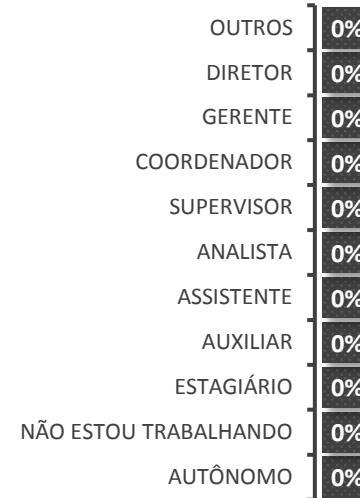 OUTROS 0%
DIRETOR 0%
GERENTE 0%
COORDENADOR 0%
SUPERVISOR 0%
ANALISTA 0%
ASSISTENTE 0%
AUXILIAR 0%
ESTAGIÁRIO 0%
NÃO ESTOU TRABALHANDO 0%
AUTÔNOMO 0%